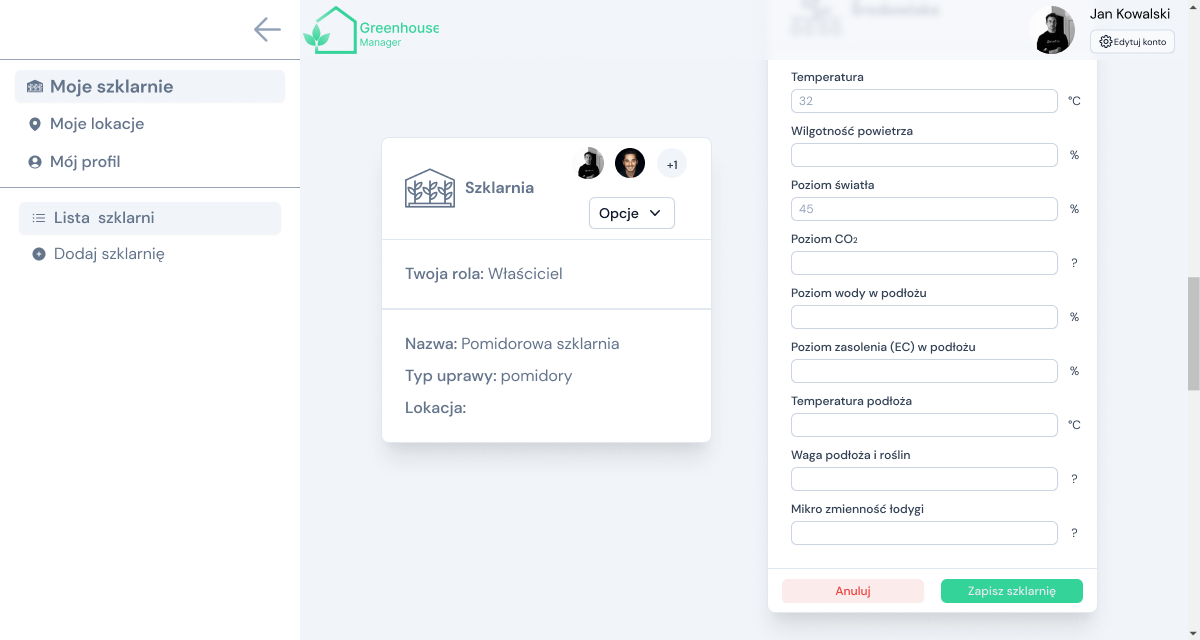 Moje szklarnie
Moje lokacje
Mój profil
Lista szklarni
Dodaj szklarnię
Greenhouse
Manager
Jan Kowalski
Edytuj konto
Szklarnia
+1
Opcje
Twoja rola: Właściciel
Nazwa: Pomidorowa szklarnia
Typ uprawy: pomidory
Lokacja:
Środowisko
Temperatura
32 °C
Wilgotność powietrza
%
Poziom światła
45 %
Poziom CO₂
?
Poziom wody w podłożu
%
Poziom zasolenia (EC) w podłożu
%
Temperatura podłoża
°C
Waga podłoża i roślin
?
Mikro zmienność łodygi
?
Anuluj
Zapisz szklarnię